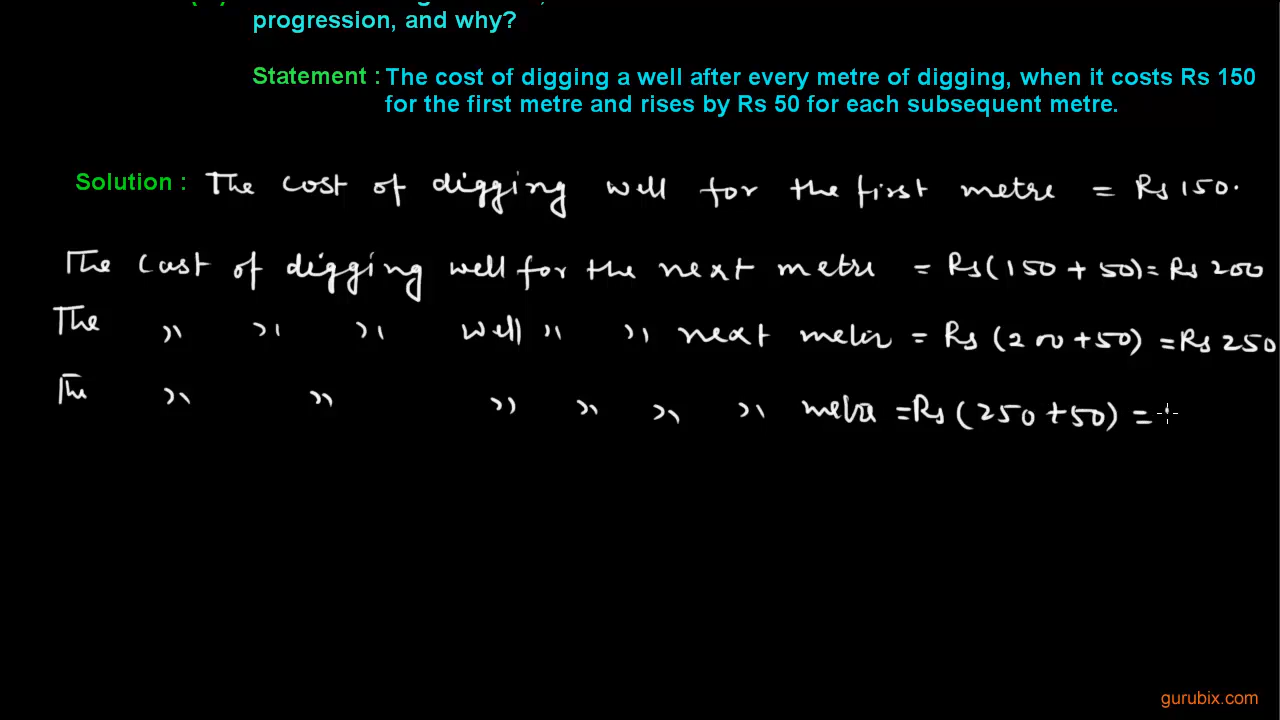 progression, and why?
Statement : The cost of digging a well after every metre of digging, when it costs Rs 150
for the first metre and rises by Rs 50 for each subsequent metre.
Solution : The cost of digging well for the first metre = Rs 150.
The cost of digging well for the next metre = Rs (150 + 50) = Rs 200
The " " " well " " next metre = Rs (200 + 50) = Rs 250
The " " " " " " metre = Rs (250 + 50) =
gurubix.com